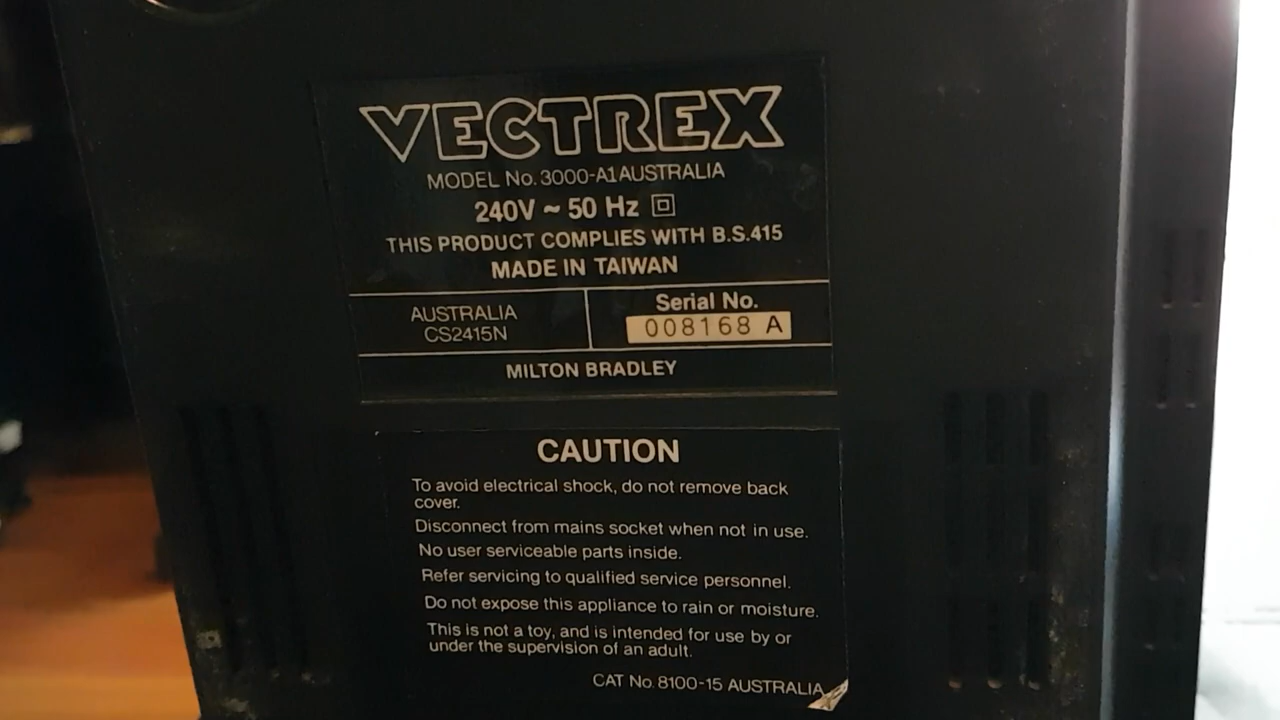 VECTREX
MODEL No. 3000-A1 AUSTRALIA
240V ~ 50 Hz
THIS PRODUCT COMPLIES WITH B.S.415
MADE IN TAIWAN
AUSTRALIA
CS2415N
Serial No.
008168 A
MILTON BRADLEY
CAUTION
To avoid electrical shock, do not remove back
cover.
Disconnect from mains socket when not in use.
No user serviceable parts inside.
Refer servicing to qualified service personnel.
Do not expose this appliance to rain or moisture.
This is not a toy, and is intended for use by or
under the supervision of an adult.
CAT No. 8100-15 AUSTRALIA